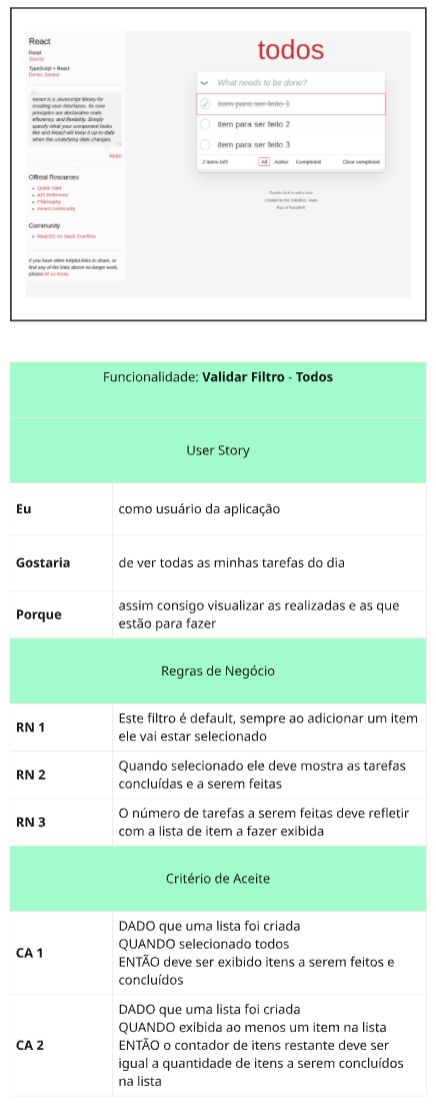 React
React
Source
TypeScript + React
Demo, Source
React is a JavaScript library for
creating user interfaces. Its core
principles are declarative code,
efficiency, and flexibility. Simply
specify what your component looks
like and React will keep it up-to-date
when the underlying data changes.
React
Official Resources
Quick Start
API Reference
Philosophy
React Community
Community
ReactJS on Stack Overflow
If you have other helpful links to share, or
find any of the links above no longer work,
please let us know.
todos
What needs to be done?
item para ser feito 1
item para ser feito 2
item para ser feito 3
2 items left!
All Active Completed Clear completed
Double-click to edit a todo
Created by the TodoMVC Team
Part of TodoMVC
Funcionalidade: Validar Filtro - Todos
User Story
Eu
como usuário da aplicação
Gostaria
de ver todas as minhas tarefas do dia
Porque
assim consigo visualizar as realizadas e as que
estão para fazer
Regras de Negócio
RN 1
Este filtro é default, sempre ao adicionar um item
ele vai estar selecionado
RN 2
Quando selecionado ele deve mostra as tarefas
concluídas e a serem feitas
RN 3
O número de tarefas a serem feitas deve refletir
com a lista de item a fazer exibida
Critério de Aceite
CA 1
DADO que uma lista foi criada
QUANDO selecionado todos
ENTÃO deve ser exibido itens a serem feitos e
concluídos
CA 2
DADO que uma lista foi criada
QUANDO exibida ao menos um item na lista
ENTÃO o contador de itens restante deve ser
igual a quantidade de itens a serem concluídos
na lista